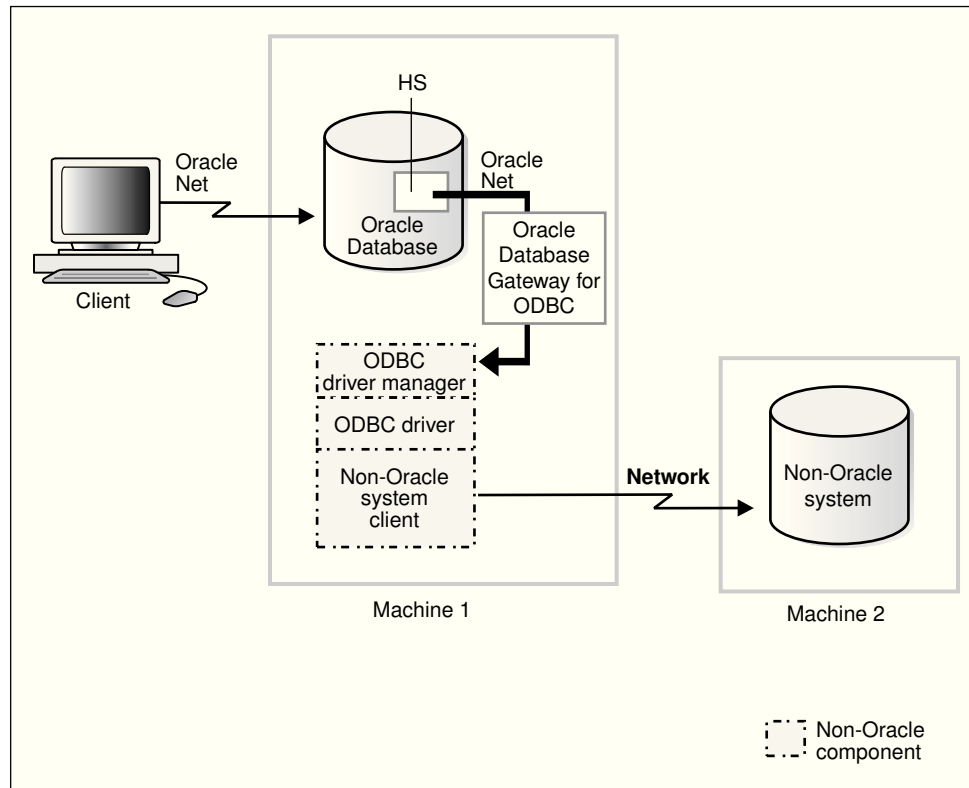 HS
Oracle
Net
Oracle
Net
Oracle
Database
Oracle
Database
Gateway for
ODBC
Client
ODBC
driver manager
ODBC driver
Non-Oracle
system
client
Network
Non-Oracle
system
Machine 1
Machine 2
Non-Oracle
component